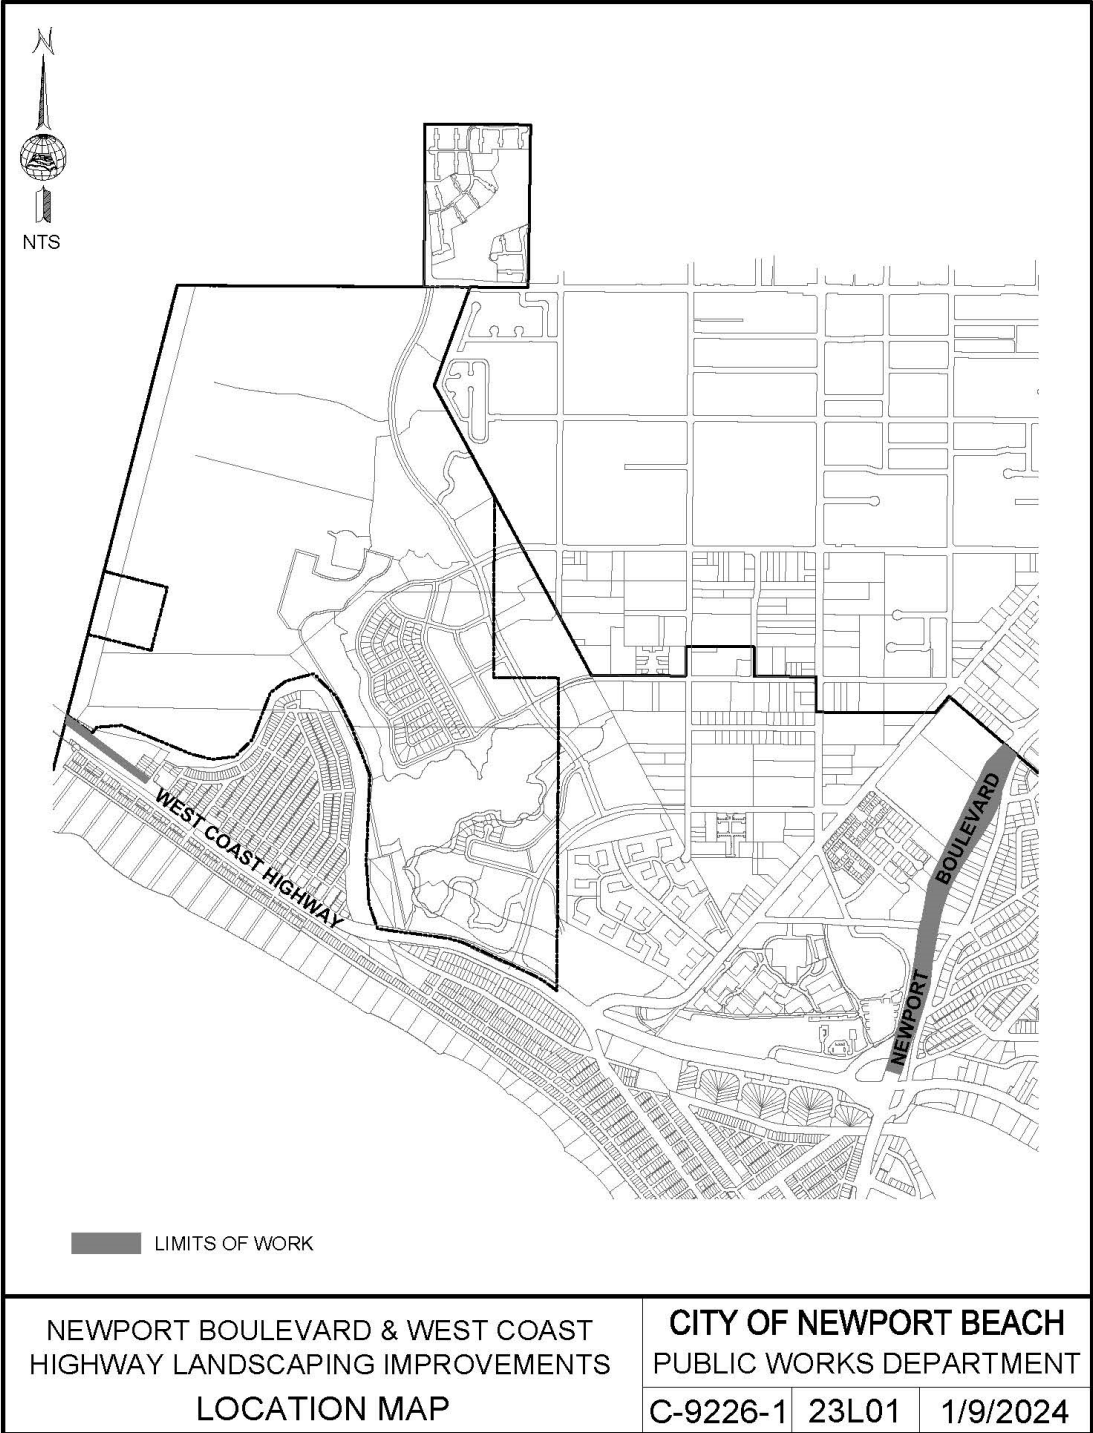 N
NTS
WEST COAST HIGHWAY
NEWPORT BOULEVARD
LIMITS OF WORK
NEWPORT BOULEVARD & WEST COAST
HIGHWAY LANDSCAPING IMPROVEMENTS
LOCATION MAP
CITY OF NEWPORT BEACH
PUBLIC WORKS DEPARTMENT
C-9226-1 23L01 1/9/2024